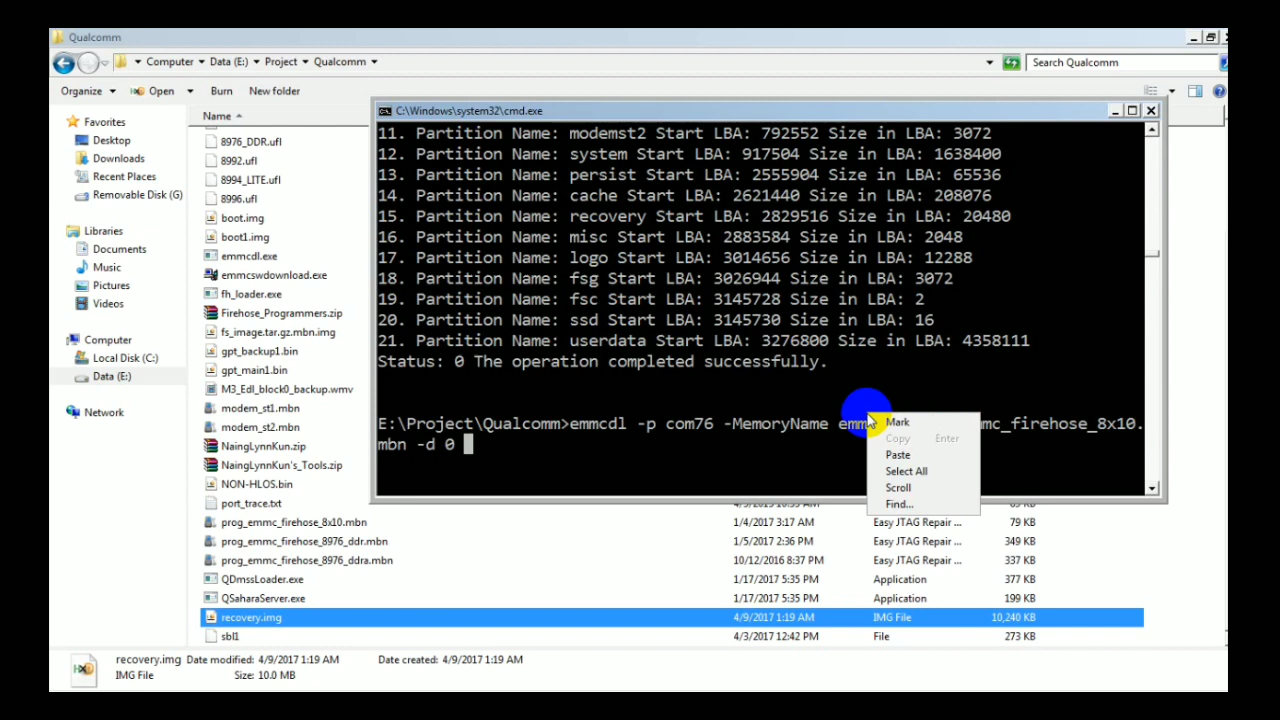 Qualcomm
Computer Data (E:) Project Qualcomm
Search Qualcomm
Organize Open Burn New folder
Favorites
Desktop
Downloads
Recent Places
Removable Disk (G)
Libraries
Documents
Music
Pictures
Videos
Computer
Local Disk (C:)
Data (E:)
Network
Name
8976_DDR.ufl
8992.ufl
8994_LITE.ufl
8996.ufl
boot.img
boot1.img
emmcdl.exe
emmcswdownload.exe
fh_loader.exe
Firehose_Programmers.zip
fs_image.tar.gz.mbn.img
gpt_backup1.bin
gpt_main1.bin
M3_Edl_block0_backup.wmv
modem_st1.mbn
modem_st2.mbn
NaingLynnKun.zip
NaingLynnKun's_Tools.zip
NON-HLOS.bin
port_trace.txt
prog_emmc_firehose_8x10.mbn 1/4/2017 3:17 AM Easy JTAG Repair ... 79 KB
prog_emmc_firehose_8976_ddr.mbn 1/5/2017 2:36 PM Easy JTAG Repair ... 349 KB
prog_emmc_firehose_8976_ddra.mbn 10/12/2016 8:37 PM Easy JTAG Repair ... 337 KB
QDmssLoader.exe 1/17/2017 5:35 PM Application 377 KB
QSaharaServer.exe 1/17/2017 5:35 PM Application 199 KB
recovery.img 4/9/2017 1:19 AM IMG File 10,240 KB
sbl1 4/3/2017 12:42 PM File 273 KB
C:\Windows\system32\cmd.exe
11. Partition Name: modemst2 Start LBA: 792552 Size in LBA: 3072
12. Partition Name: system Start LBA: 917504 Size in LBA: 1638400
13. Partition Name: persist Start LBA: 2555904 Size in LBA: 65536
14. Partition Name: cache Start LBA: 2621440 Size in LBA: 208076
15. Partition Name: recovery Start LBA: 2829516 Size in LBA: 20480
16. Partition Name: misc Start LBA: 2883584 Size in LBA: 2048
17. Partition Name: logo Start LBA: 3014656 Size in LBA: 12288
18. Partition Name: fsg Start LBA: 3026944 Size in LBA: 3072
19. Partition Name: fsc Start LBA: 3145728 Size in LBA: 2
20. Partition Name: ssd Start LBA: 3145730 Size in LBA: 16
21. Partition Name: userdata Start LBA: 3276800 Size in LBA: 4358111
Status: 0 The operation completed successfully.
E:\Project\Qualcomm>emmcdl -p com76 -MemoryName emm mc_firehose_8x10.
mbn -d 0
Mark
Copy Enter
Paste
Select All
Scroll
Find...
recovery.img Date modified: 4/9/2017 1:19 AM Date created: 4/9/2017 1:19 AM
IMG File Size: 10.0 MB